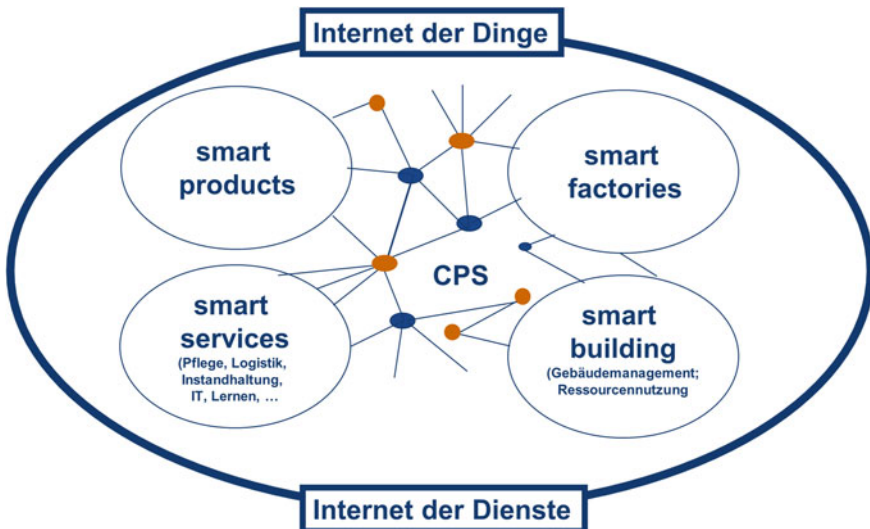 Internet der Dinge
smart
products
smart
factories
CPS
smart
services
(Pflege, Logistik,
Instandhaltung,
IT, Lernen, …
smart
building
(Gebäudemanagement;
Ressourcennutzung
Internet der Dienste